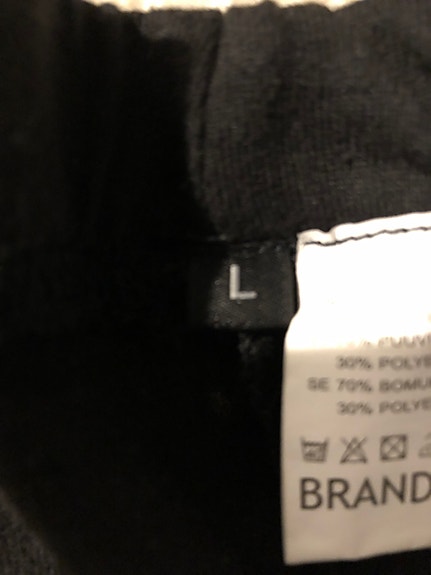 L
30% POLYE
SE 70% BOMU
30% POLYE
BRAND